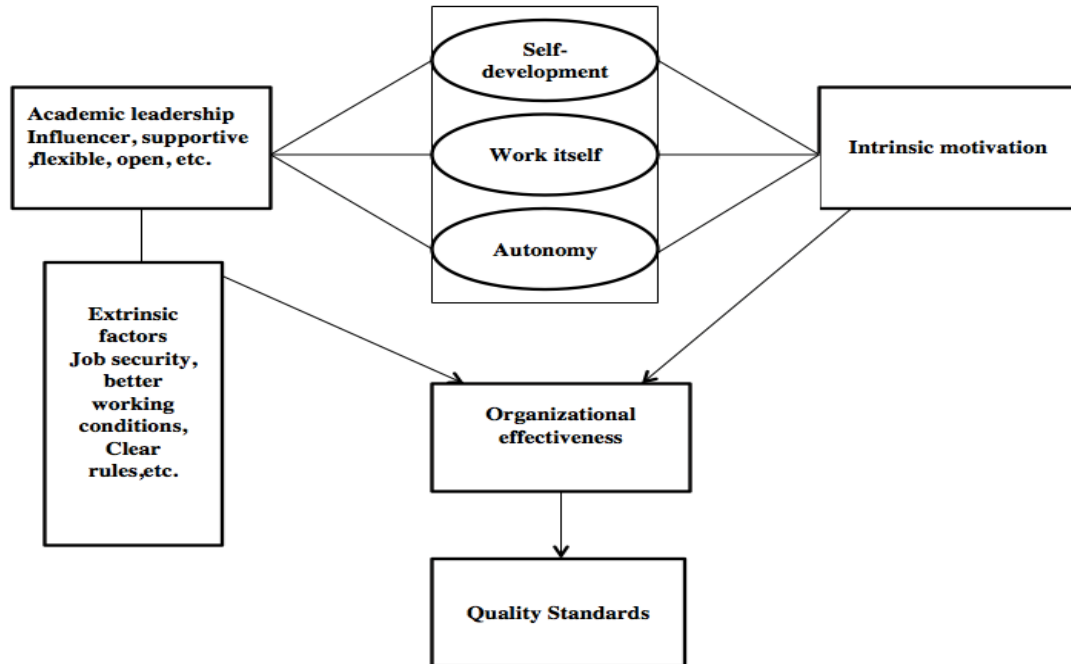 Self-
development
Academic leadership
Influencer, supportive
,flexible, open, etc.
Work itself
Intrinsic motivation
Autonomy
Extrinsic
factors
Job security,
better
working
conditions,
Clear
rules,etc.
Organizational
effectiveness
Quality Standards